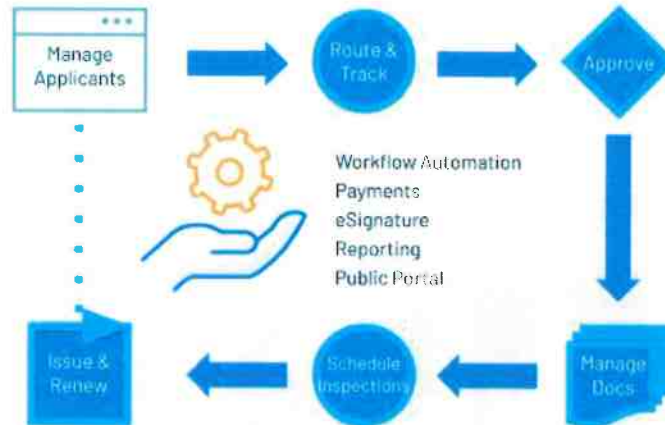 Manage
Applicants
Route &
Track
Approve
Workflow Automation
Payments
eSignature
Reporting
Public Portal
Issue &
Renew
Schedule
Inspections
Manage
Docs